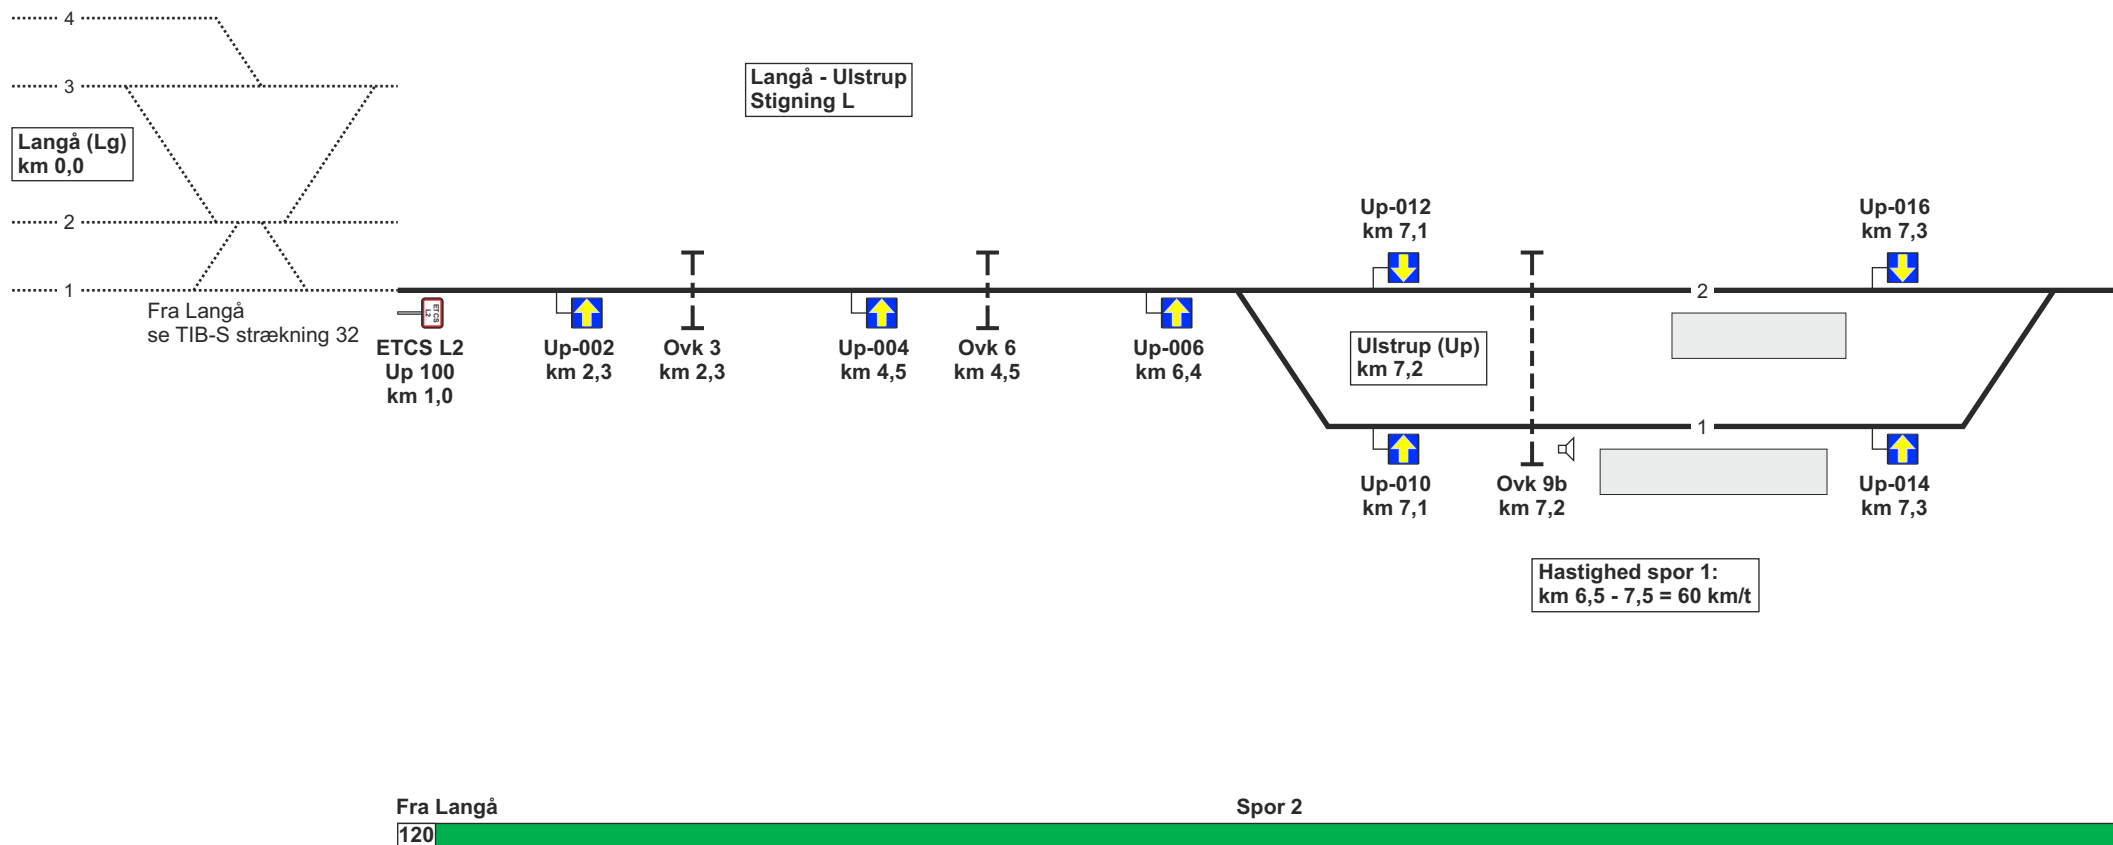 4
3
Langå (Lg)
km 0,0
2
1
Fra Langå
se TIB-S strækning 32
Langå - Ulstrup
Stigning L
ETCS L2
ETCS L2
Up 100
km 1,0
Up-002
km 2,3
Ovk 3
km 2,3
Up-004
km 4,5
Ovk 6
km 4,5
Up-006
km 6,4
Up-012
km 7,1
Up-016
km 7,3
2
Ulstrup (Up)
km 7,2
1
Up-010
km 7,1
Ovk 9b
km 7,2
Up-014
km 7,3
Hastighed spor 1:
km 6,5 - 7,5 = 60 km/t
Fra Langå
Spor 2
120